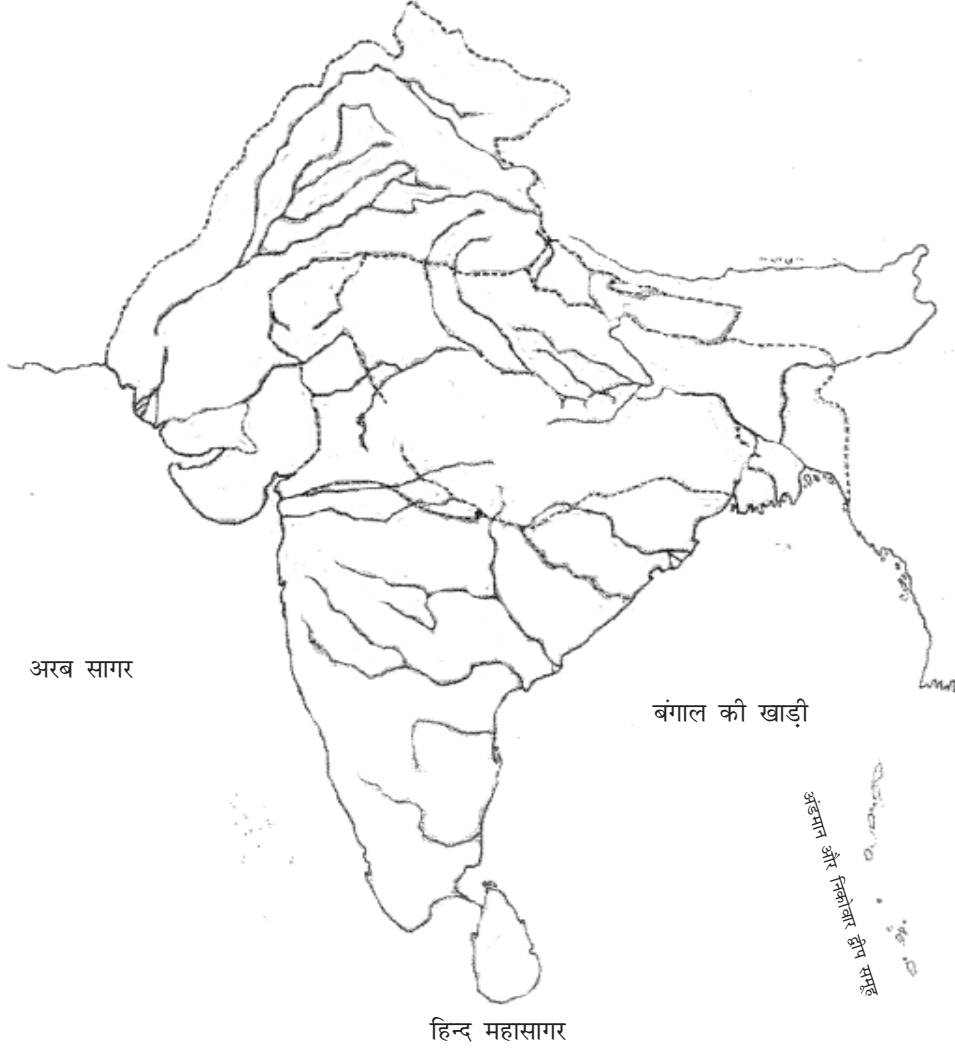 अरब सागर
बंगाल की खाड़ी
अंडमान और निकोबार द्वीप समूह
हिन्द महासागर